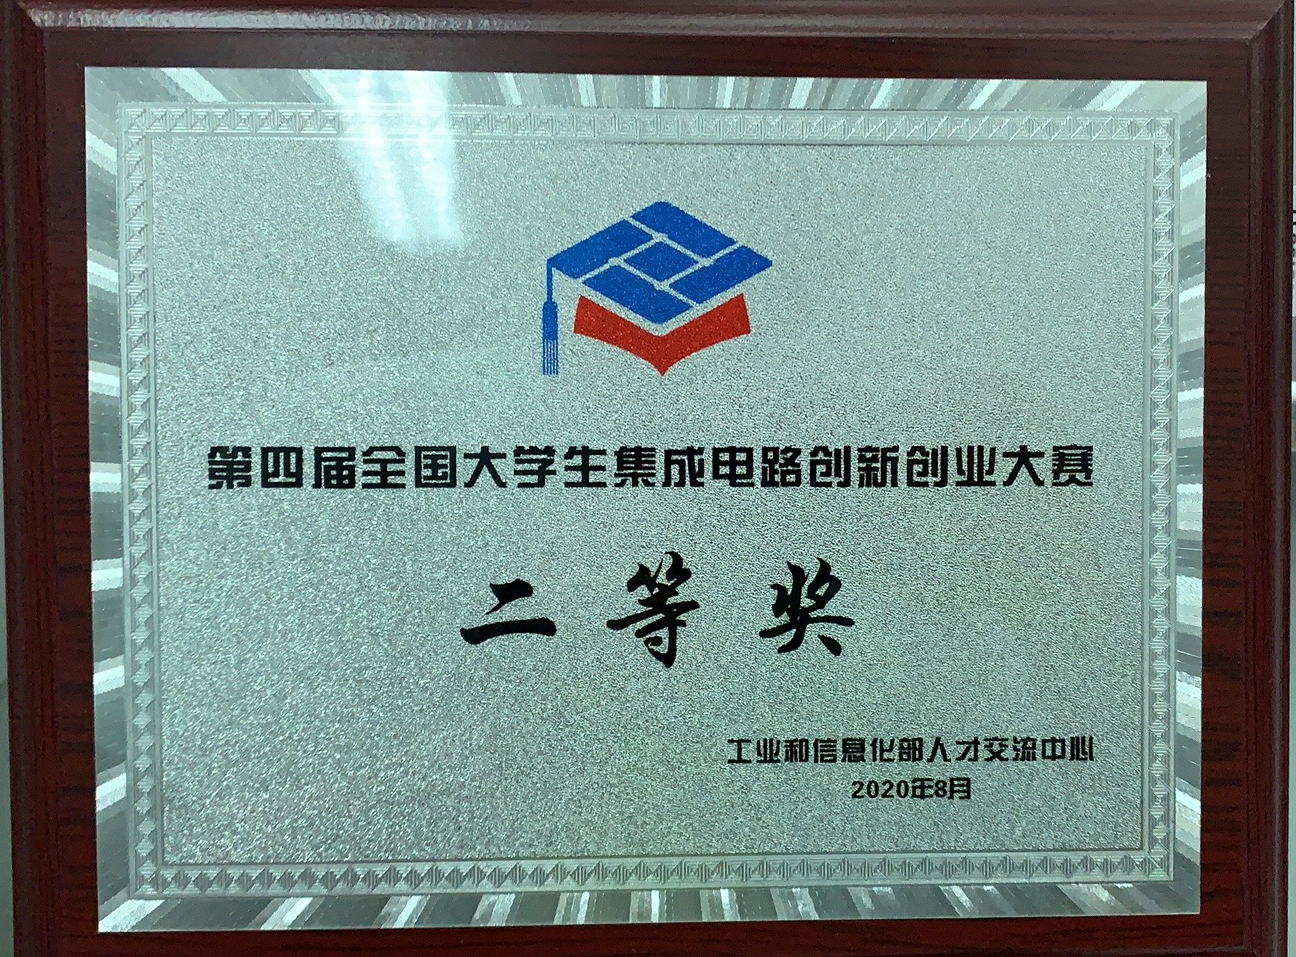 第四届全国大学生集成电路创新创业大赛
二等奖
工业和信息化部人才交流中心
2020年8月